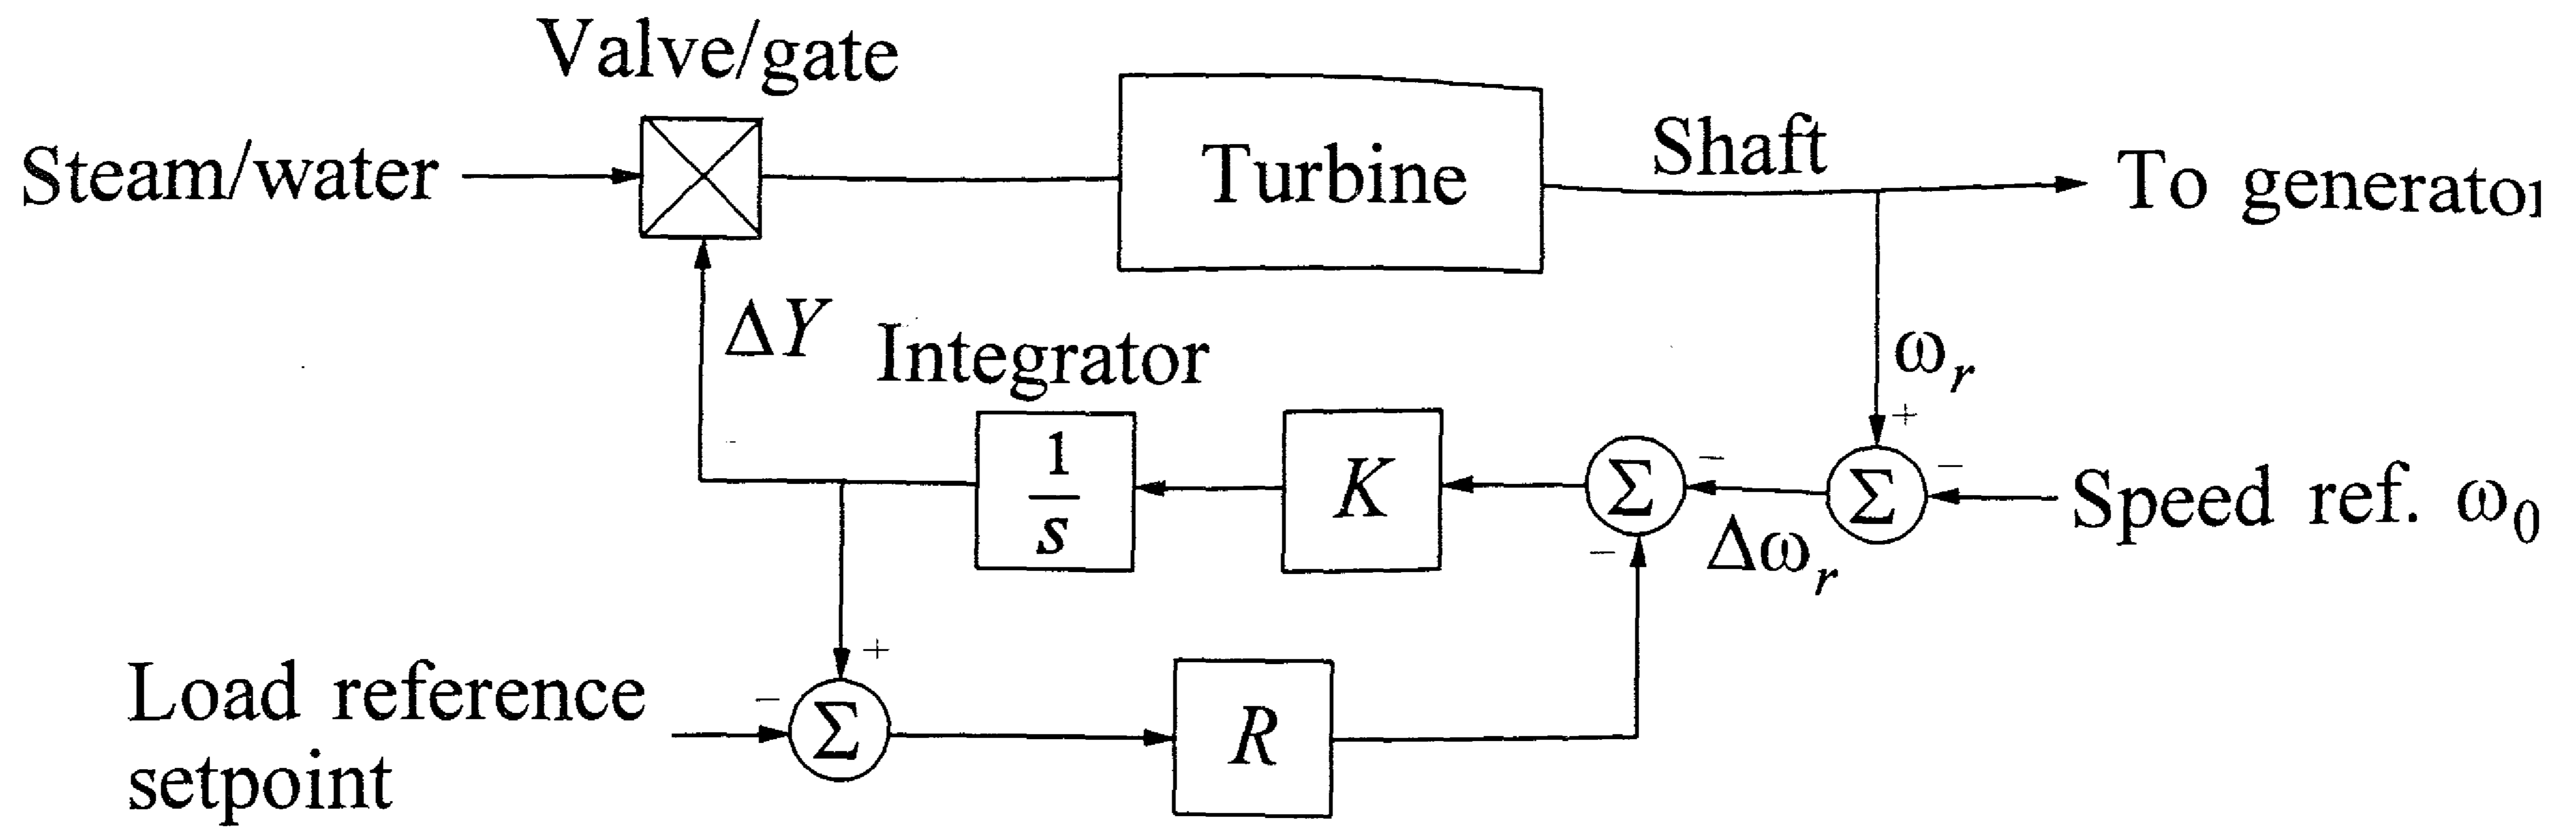 Valve/gate
Steam/water
Turbine
Shaft
To generator
ΔY
Integrator
ω_r
+
1/s
K
Σ
−
Σ
−
Speed ref. ω_0
−
Δω_r
+
Load reference
setpoint
−
Σ
R